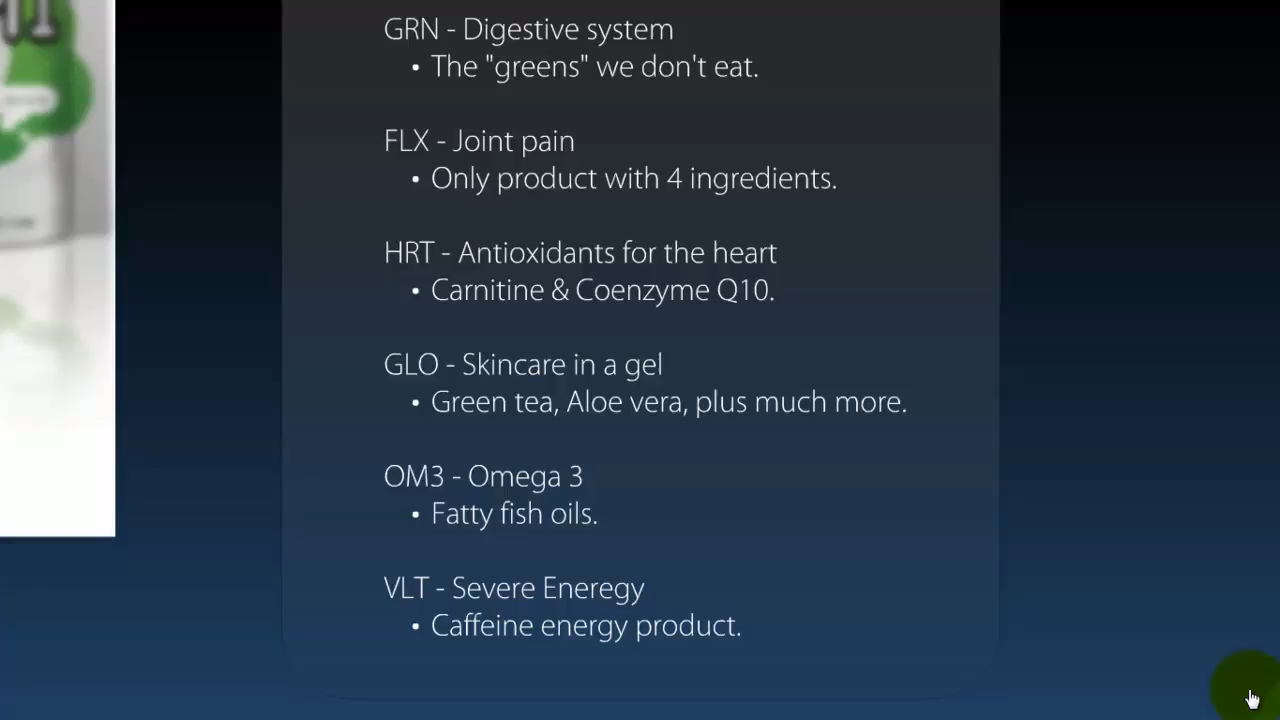 GRN - Digestive system
• The "greens" we don't eat.
FLX - Joint pain
• Only product with 4 ingredients.
HRT - Antioxidants for the heart
• Carnitine & Coenzyme Q10.
GLO - Skincare in a gel
• Green tea, Aloe vera, plus much more.
OM3 - Omega 3
• Fatty fish oils.
VLT - Severe Eneregy
• Caffeine energy product.